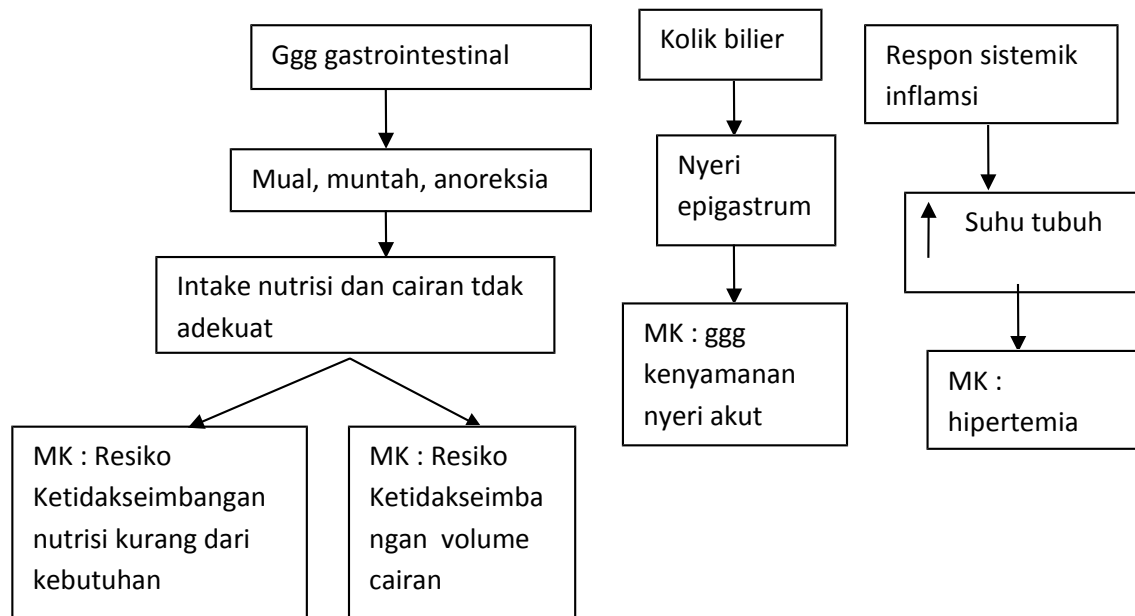 Ggg gastrointestinal
Mual, muntah, anoreksia
Intake nutrisi dan cairan tdak
adekuat
MK : Resiko
Ketidakseimbangan
nutrisi kurang dari
kebutuhan
MK : Resiko
Ketidakseimba
ngan volume
cairan
Kolik bilier
Nyeri
epigastrum
MK : ggg
kenyamanan
nyeri akut
Respon sistemik
inflamsi
Suhu tubuh
MK :
hipertemia